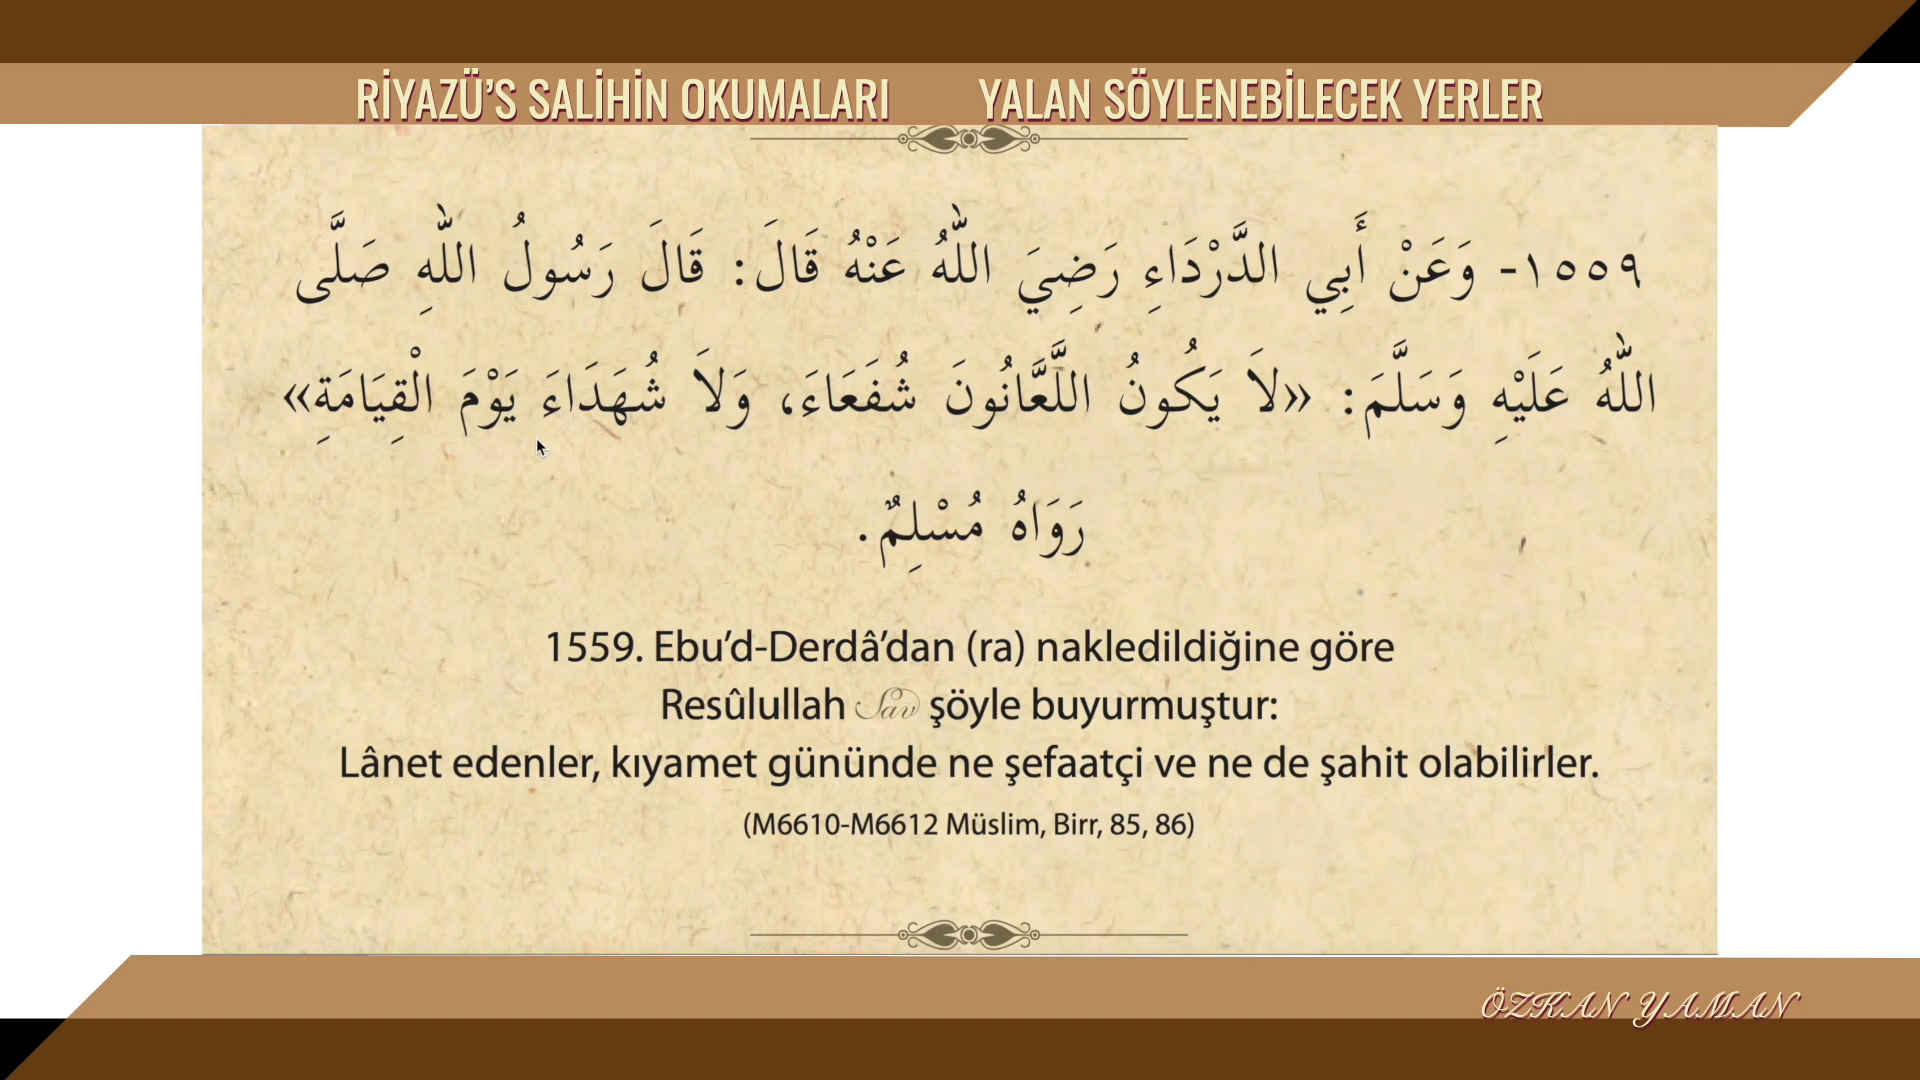 RİYAZÜ’S SALİHİN OKUMALARI YALAN SÖYLENEBİLECEK YERLER
١٥٥٩- وَعَنْ أَبِي الدَّرْدَاءِ رَضِيَ اللّٰهُ عَنْهُ قَالَ: قَالَ رَسُولُ اللّٰهِ صَلَّى
اللّٰهُ عَلَيْهِ وَسَلَّمَ: «لاَ يَكُونُ اللَّعَّانُونَ شُفَعَاءَ، وَلاَ شُهَدَاءَ يَوْمَ الْقِيَامَةِ»
رَوَاهُ مُسْلِمٌ.
1559. Ebu’d-Derdâ’dan (ra) nakledildiğine göre
Resûlullah Sav şöyle buyurmuştur:
Lânet edenler, kıyamet gününde ne şefaatçi ve ne de şahit olabilirler.
(M6610-M6612 Müslim, Birr, 85, 86)
ÖZKAN YAMAN